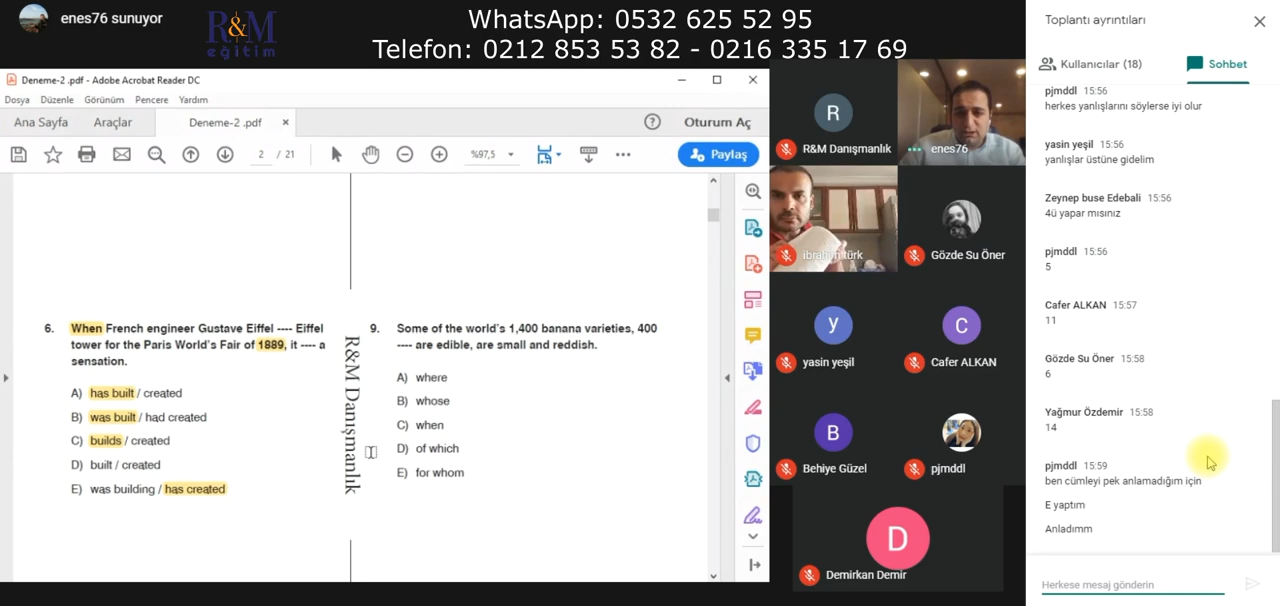 enes76 sunuyor
R&M
eğitim
WhatsApp: 0532 625 52 95
Telefon: 0212 853 53 82 - 0216 335 17 69
Deneme-2 .pdf - Adobe Acrobat Reader DC
Dosya Düzenle Görünüm Pencere Yardım
Ana Sayfa Araçlar Deneme-2 .pdf × Oturum Aç
2 / 21 %97,5 Paylaş
6. When French engineer Gustave Eiffel ---- Eiffel
tower for the Paris World's Fair of 1889, it ---- a
sensation.
A) has built / created
B) was built / had created
C) builds / created
D) built / created
E) was building / has created
R&M Danışmanlık
9. Some of the world's 1,400 banana varieties, 400
---- are edible, are small and reddish.
A) where
B) whose
C) when
D) of which
E) for whom
R
R&M Danışmanlık
enes76
ibrahim türk
Gözde Su Öner
y
yasin yeşil
C
Cafer ALKAN
B
Behiye Güzel
pjmddl
D
Demirkan Demir
Toplantı ayrıntıları
Kullanıcılar (18) Sohbet
pjmddl 15:56
herkes yanlışlarını söylerse iyi olur
yasin yeşil 15:56
yanlışlar üstüne gidelim
Zeynep buse Edebali 15:56
4ü yapar mısınız
pjmddl 15:56
5
Cafer ALKAN 15:57
11
Gözde Su Öner 15:58
6
Yağmur Özdemir 15:58
14
pjmddl 15:59
ben cümleyi pek anlamadığım için
E yaptım
Anladımm
Herkese mesaj gönderin